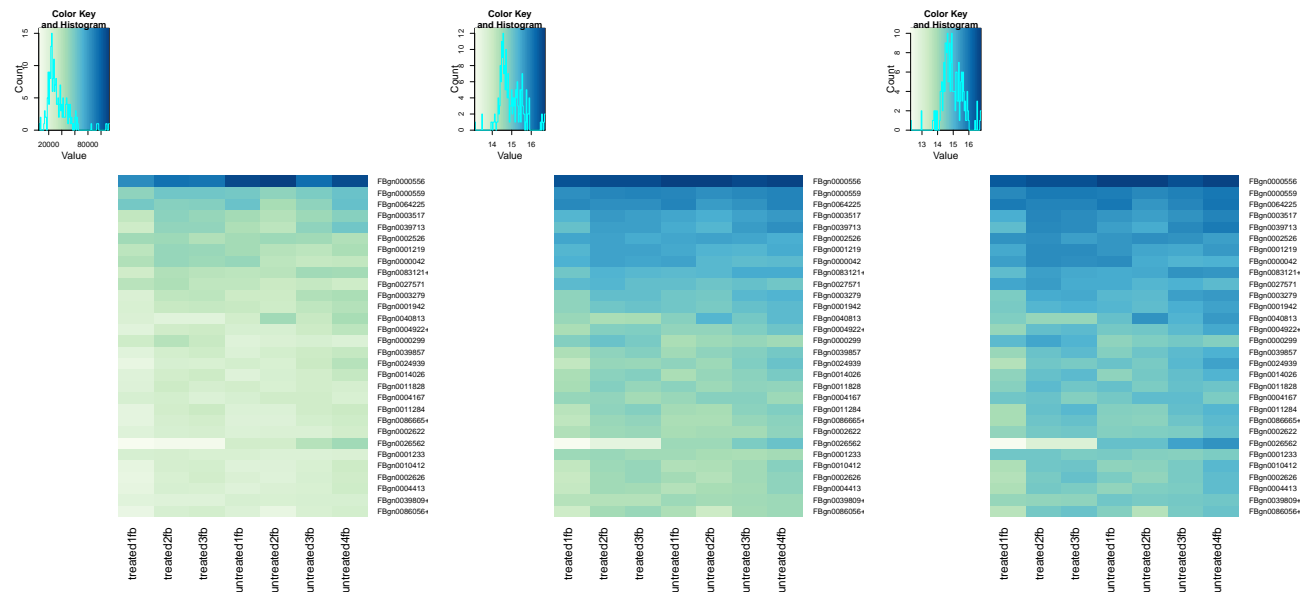 Color Key
and Histogram
Count
0
5
10
15
20000
80000
Value
FBgn0000556
FBgn0000559
FBgn0064225
FBgn0003517
FBgn0039713
FBgn0002526
FBgn0001219
FBgn0000042
FBgn0083121+
FBgn0027571
FBgn0003279
FBgn0001942
FBgn0040813
FBgn0004922+
FBgn0000299
FBgn0039857
FBgn0024939
FBgn0014026
FBgn0011828
FBgn0004167
FBgn0011284
FBgn0086665+
FBgn0002622
FBgn0026562
FBgn0001233
FBgn0010412
FBgn0002626
FBgn0004413
FBgn0039809+
FBgn0086056+
treated1fb
treated2fb
treated3fb
untreated1fb
untreated2fb
untreated3fb
untreated4fb
Color Key
and Histogram
Count
0
2
4
6
8
10
12
14
15
16
Value
FBgn0000556
FBgn0000559
FBgn0064225
FBgn0003517
FBgn0039713
FBgn0002526
FBgn0001219
FBgn0000042
FBgn0083121+
FBgn0027571
FBgn0003279
FBgn0001942
FBgn0040813
FBgn0004922+
FBgn0000299
FBgn0039857
FBgn0024939
FBgn0014026
FBgn0011828
FBgn0004167
FBgn0011284
FBgn0086665+
FBgn0002622
FBgn0026562
FBgn0001233
FBgn0010412
FBgn0002626
FBgn0004413
FBgn0039809+
FBgn0086056+
treated1fb
treated2fb
treated3fb
untreated1fb
untreated2fb
untreated3fb
untreated4fb
Color Key
and Histogram
Count
0
2
4
6
8
10
13
14
15
16
Value
FBgn0000556
FBgn0000559
FBgn0064225
FBgn0003517
FBgn0039713
FBgn0002526
FBgn0001219
FBgn0000042
FBgn0083121+
FBgn0027571
FBgn0003279
FBgn0001942
FBgn0040813
FBgn0004922+
FBgn0000299
FBgn0039857
FBgn0024939
FBgn0014026
FBgn0011828
FBgn0004167
FBgn0011284
FBgn0086665+
FBgn0002622
FBgn0026562
FBgn0001233
FBgn0010412
FBgn0002626
FBgn0004413
FBgn0039809+
FBgn0086056+
treated1fb
treated2fb
treated3fb
untreated1fb
untreated2fb
untreated3fb
untreated4fb